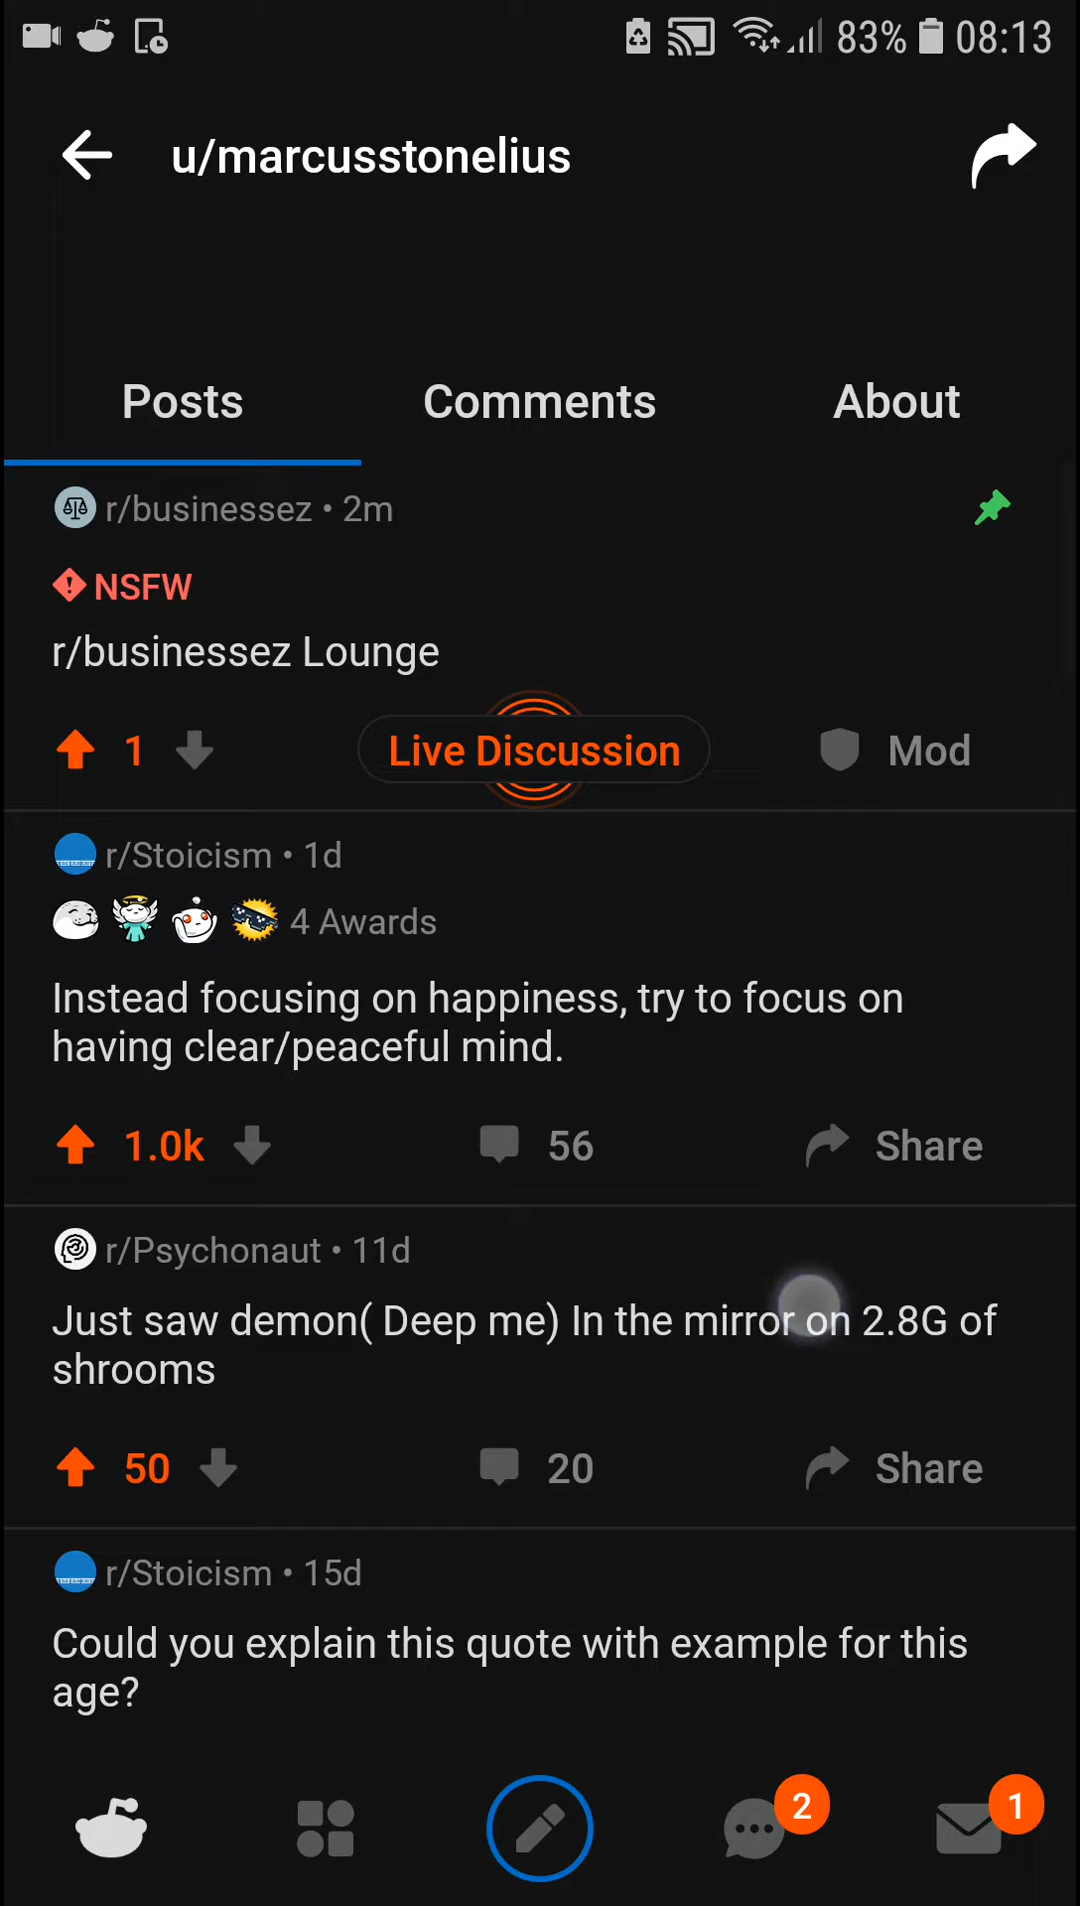 83% 08:13
u/marcusstonelius
Posts Comments About
r/businessez • 2m
NSFW
r/businessez Lounge
1 Live Discussion Mod
r/Stoicism • 1d
4 Awards
Instead focusing on happiness, try to focus on
having clear/peaceful mind.
1.0k 56 Share
r/Psychonaut • 11d
Just saw demon( Deep me) In the mirror on 2.8G of
shrooms
50 20 Share
r/Stoicism • 15d
Could you explain this quote with example for this
age?
2 1